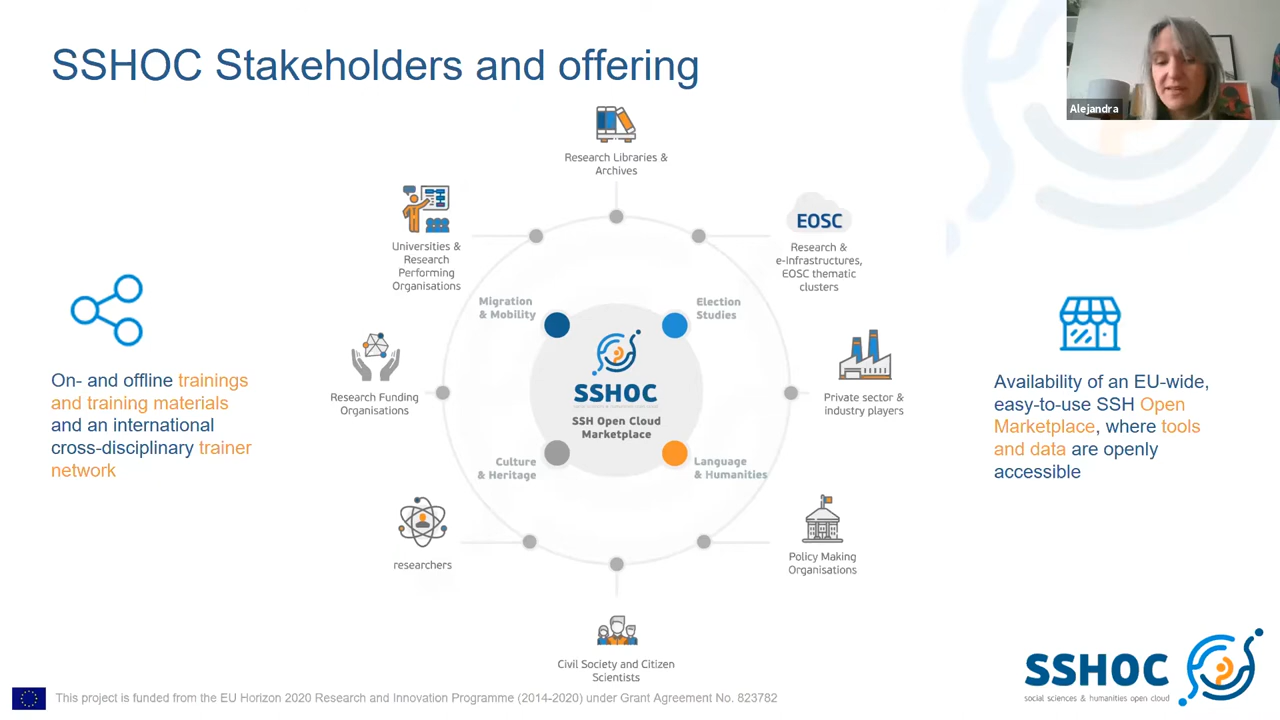 SSHOC Stakeholders and offering
Alejandra
Research Libraries &
Archives
Universities &
Research
Performing
Organisations
EOSC
Research &
e-Infrastructures,
EOSC thematic
clusters
Migration
& Mobility
Election
Studies
On- and offline trainings
and training materials
and an international
cross-disciplinary trainer
network
Research Funding
Organisations
SSHOC
social sciences & humanities open cloud
SSH Open Cloud
Marketplace
Private sector &
industry players
Availability of an EU-wide,
easy-to-use SSH Open
Marketplace, where tools
and data are openly
accessible
Culture
& Heritage
Language
& Humanities
researchers
Policy Making
Organisations
Civil Society and Citizen
Scientists
SSHOC
social sciences & humanities open cloud
This project is funded from the EU Horizon 2020 Research and Innovation Programme (2014-2020) under Grant Agreement No. 823782